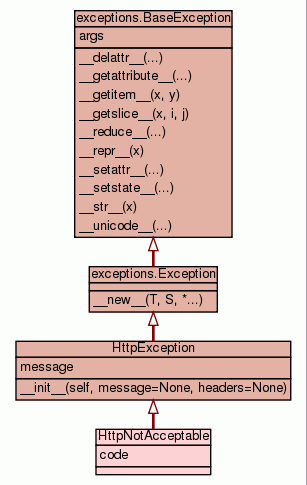 exceptions.BaseException
args
__delattr__(...)
__getattribute__(...)
__getitem__(x, y)
__getslice__(x, i, j)
__reduce__(...)
__repr__(x)
__setattr__(...)
__setstate__(...)
__str__(x)
__unicode__(...)
exceptions.Exception
__new__(T, S, *...)
HttpException
message
__init__(self, message=None, headers=None)
HttpNotAcceptable
code